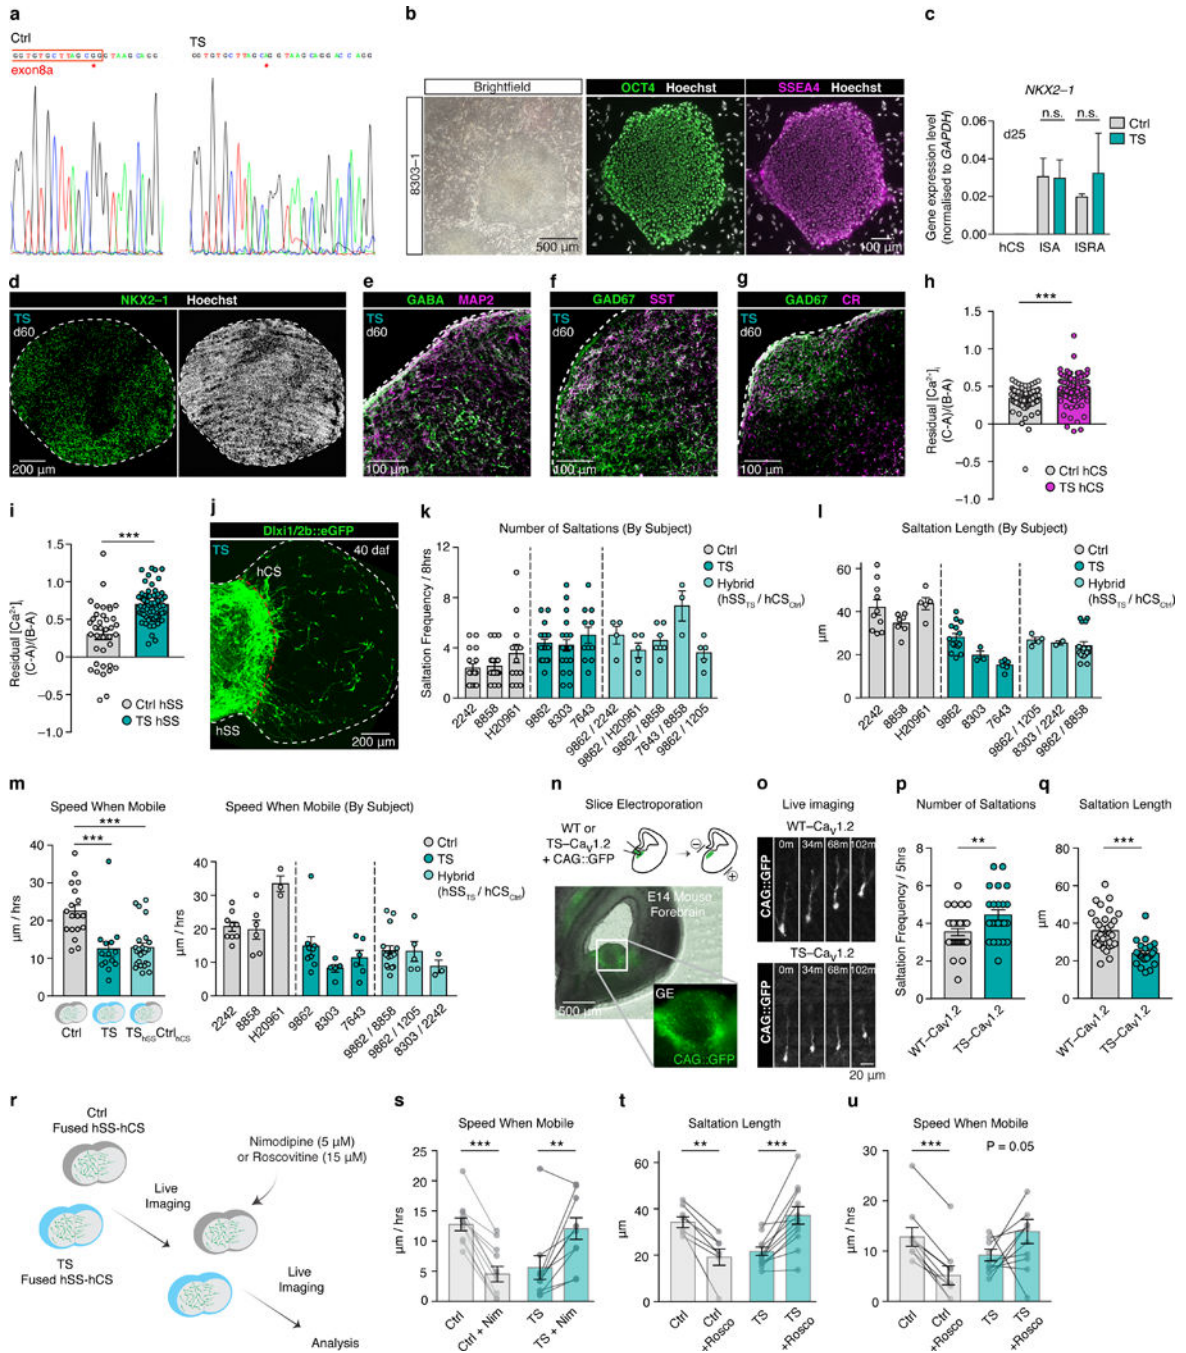 a
Ctrl
GGTGTGCTTAGCGGGTAAGCAGG
exon8a
*
TS
GGTGTGCTTAGCAGGTAAGCAGGACCAGG
*
b
Brightfield
OCT4 Hoechst
SSEA4 Hoechst
8303–1
500 µm
100 µm
c
NKX2–1
Gene expression level
(normalised to GAPDH)
0.06
0.04
0.02
0.00
d25
n.s.
n.s.
Ctrl
TS
hCS
ISA
ISRA
d
NKX2–1
Hoechst
TS
d60
200 µm
e
GABA MAP2
TS
d60
100 µm
f
GAD67 SST
TS
d60
100 µm
g
GAD67 CR
TS
d60
100 µm
h
***
Residual [Ca²⁺]i
(C-A)/(B-A)
1.5
1.0
0.5
0
−0.5
−1.0
Ctrl hCS
TS hCS
i
***
Residual [Ca²⁺]i
(C-A)/(B-A)
1.5
1.0
0.5
0
−0.5
−1.0
Ctrl hSS
TS hSS
j
Dlxi1/2b::eGFP
TS
40 daf
hCS
hSS
200 µm
k
Number of Saltations (By Subject)
Saltation Frequency / 8hrs
12
8
4
0
Ctrl
TS
Hybrid
(hSSTS / hCSCtrl)
2242
8858
H20961
9862
8303
7643
9862 / 2242
9862 / H20961
9862 / 8858
7643 / 8858
9862 / 1205
l
Saltation Length (By Subject)
µm
60
40
20
0
Ctrl
TS
Hybrid
(hSSTS / hCSCtrl)
2242
8858
H20961
9862
8303
7643
9862 / 1205
8303 / 2242
9862 / 8858
m
Speed When Mobile
µm / hrs
40
30
20
10
0
***
***
Ctrl
TS
TShSSCtrlhCS
Speed When Mobile (By Subject)
µm / hrs
40
20
0
Ctrl
TS
Hybrid
(hSSTS / hCSCtrl)
2242
8858
H20961
9862
8303
7643
9862 / 8858
9862 / 1205
8303 / 2242
n
Slice Electroporation
WT or
TS–CaV1.2
+ CAG::GFP
−
+
E14 Mouse
Forebrain
500 µm
GE
CAG::GFP
o
Live imaging
WT–CaV1.2
CAG::GFP
0m 34m 68m 102m
TS–CaV1.2
CAG::GFP
0m 34m 68m 102m
20 µm
p
Number of Saltations
Saltation Frequency / 5hrs
8
6
4
2
0
**
WT–CaV1.2
TS–CaV1.2
q
Saltation Length
µm
80
60
40
20
0
***
WT–CaV1.2
TS–CaV1.2
r
Ctrl
Fused hSS-hCS
Nimodipine (5 µM)
or Roscovitine (15 µM)
Live
Imaging
TS
Fused hSS-hCS
Live
Imaging
Analysis
s
Speed When Mobile
µm / hrs
25
20
15
10
5
0
***
**
Ctrl
Ctrl + Nim
TS
TS + Nim
t
Saltation Length
µm
60
40
20
0
**
***
Ctrl
Ctrl
+Rosco
TS
TS
+Rosco
u
Speed When Mobile
µm / hrs
30
20
10
0
***
P = 0.05
Ctrl
Ctrl
+Rosco
TS
TS
+Rosco